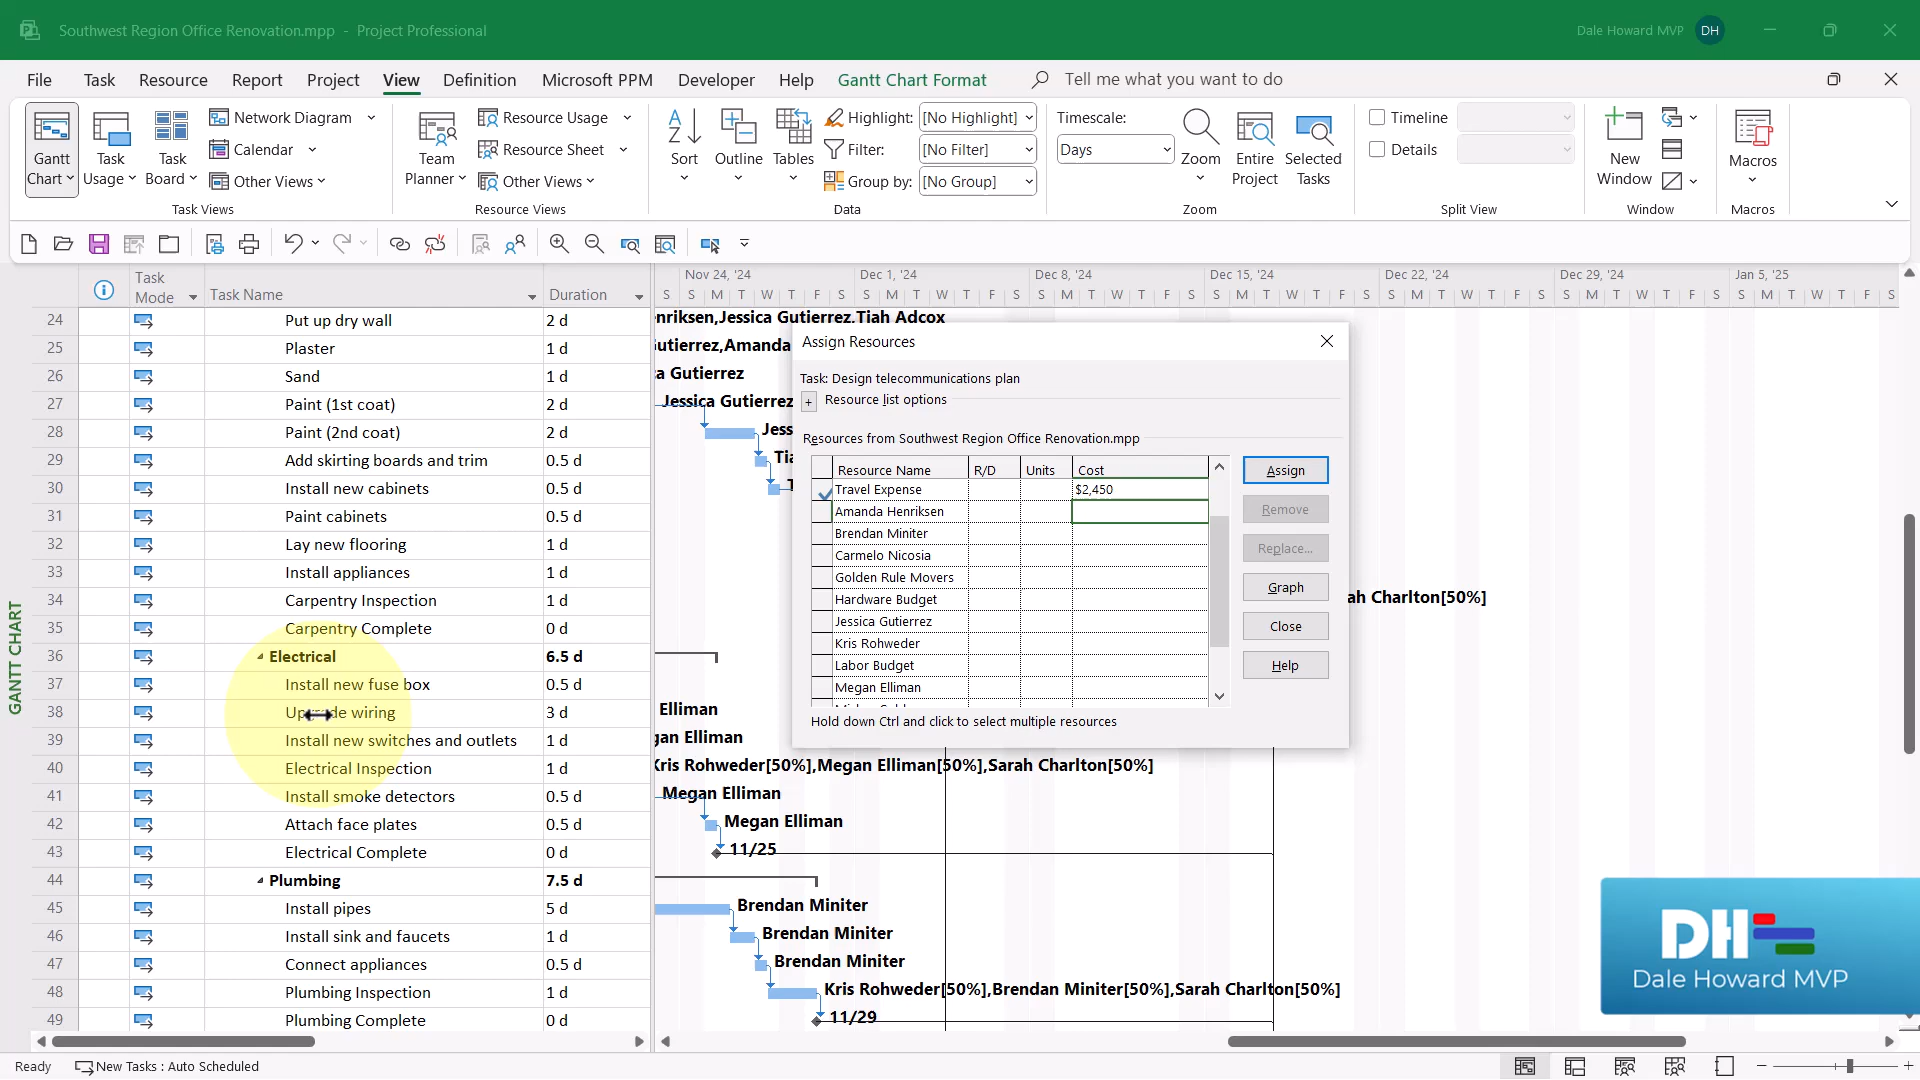 Southwest Region Office Renovation.mpp - Project Professional
Dale Howard MVP DH
File Task Resource Report Project View Definition Microsoft PPM Developer Help Gantt Chart Format Tell me what you want to do
Gantt Chart
Task Usage
Task Board
Network Diagram
Calendar
Other Views
Task Views
Team Planner
Resource Usage
Resource Sheet
Other Views
Resource Views
Sort
Outline
Tables
Highlight: [No Highlight]
Filter: [No Filter]
Group by: [No Group]
Data
Timescale:
Days
Zoom
Entire Project
Selected Tasks
Zoom
Timeline
Details
Split View
New Window
Window
Macros
Macros
Task Mode Task Name Duration
24 Put up dry wall 2 d
25 Plaster 1 d
26 Sand 1 d
27 Paint (1st coat) 2 d
28 Paint (2nd coat) 2 d
29 Add skirting boards and trim 0.5 d
30 Install new cabinets 0.5 d
31 Paint cabinets 0.5 d
32 Lay new flooring 1 d
33 Install appliances 1 d
34 Carpentry Inspection 1 d
35 Carpentry Complete 0 d
36 Electrical 6.5 d
37 Install new fuse box 0.5 d
38 Upgrade wiring 3 d
39 Install new switches and outlets 1 d
40 Electrical Inspection 1 d
41 Install smoke detectors 0.5 d
42 Attach face plates 0.5 d
43 Electrical Complete 0 d
44 Plumbing 7.5 d
45 Install pipes 5 d
46 Install sink and faucets 1 d
47 Connect appliances 0.5 d
48 Plumbing Inspection 1 d
49 Plumbing Complete 0 d
GANTT CHART
Nov 24, '24 Dec 1, '24 Dec 8, '24 Dec 15, '24 Dec 22, '24 Dec 29, '24 Jan 5, '25
S S M T W T F S S M T W T F S S M T W T F S S M T W T F S S M T W T F S S M T W T F S S M T W T F S
nriksen,Jessica Gutierrez,Tiah Adcox
utierrez,Amanda
a Gutierrez
Jessica Gutierrez
Jess
Tia
T
ah Charlton[50%]
Elliman
gan Elliman
Kris Rohweder[50%],Megan Elliman[50%],Sarah Charlton[50%]
Megan Elliman
Megan Elliman
11/25
Brendan Miniter
Brendan Miniter
Brendan Miniter
Kris Rohweder[50%],Brendan Miniter[50%],Sarah Charlton[50%]
11/29
Assign Resources
Task: Design telecommunications plan
+ Resource list options
Resources from Southwest Region Office Renovation.mpp
Resource Name R/D Units Cost
Travel Expense $2,450
Amanda Henriksen
Brendan Miniter
Carmelo Nicosia
Golden Rule Movers
Hardware Budget
Jessica Gutierrez
Kris Rohweder
Labor Budget
Megan Elliman
Assign
Remove
Replace...
Graph
Close
Help
Hold down Ctrl and click to select multiple resources
DH
Dale Howard MVP
Ready New Tasks : Auto Scheduled